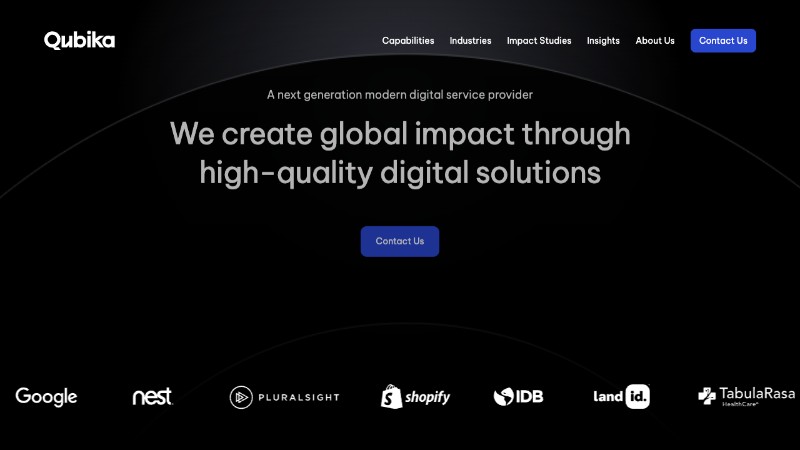 Qubika
Capabilities Industries Impact Studies Insights About Us Contact Us
A next generation modern digital service provider
We create global impact through
high-quality digital solutions
Contact Us
Google nest PLURALSIGHT shopify IDB land id. TabulaRasa
HealthCare